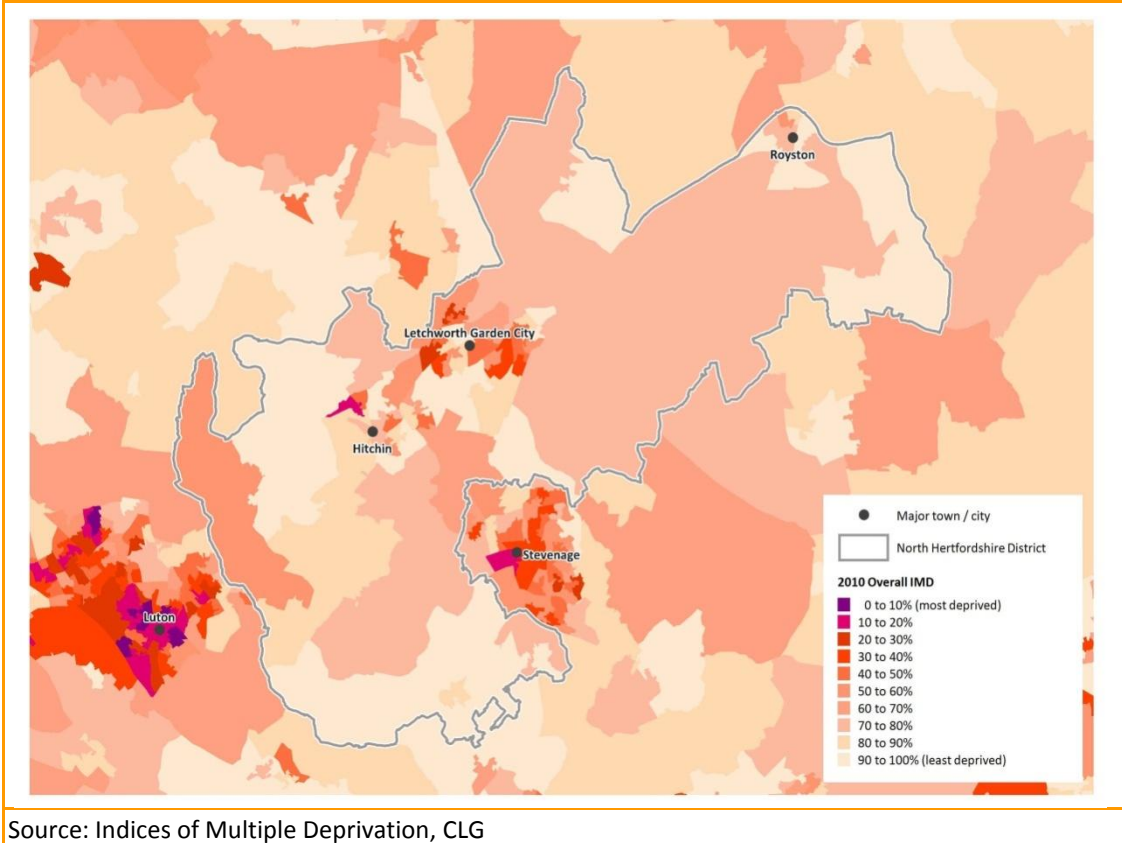 Royston
Letchworth Garden City
Hitchin
Stevenage
Luton
Major town / city
North Hertfordshire District
2010 Overall IMD
0 to 10% (most deprived)
10 to 20%
20 to 30%
30 to 40%
40 to 50%
50 to 60%
60 to 70%
70 to 80%
80 to 90%
90 to 100% (least deprived)
Source: Indices of Multiple Deprivation, CLG